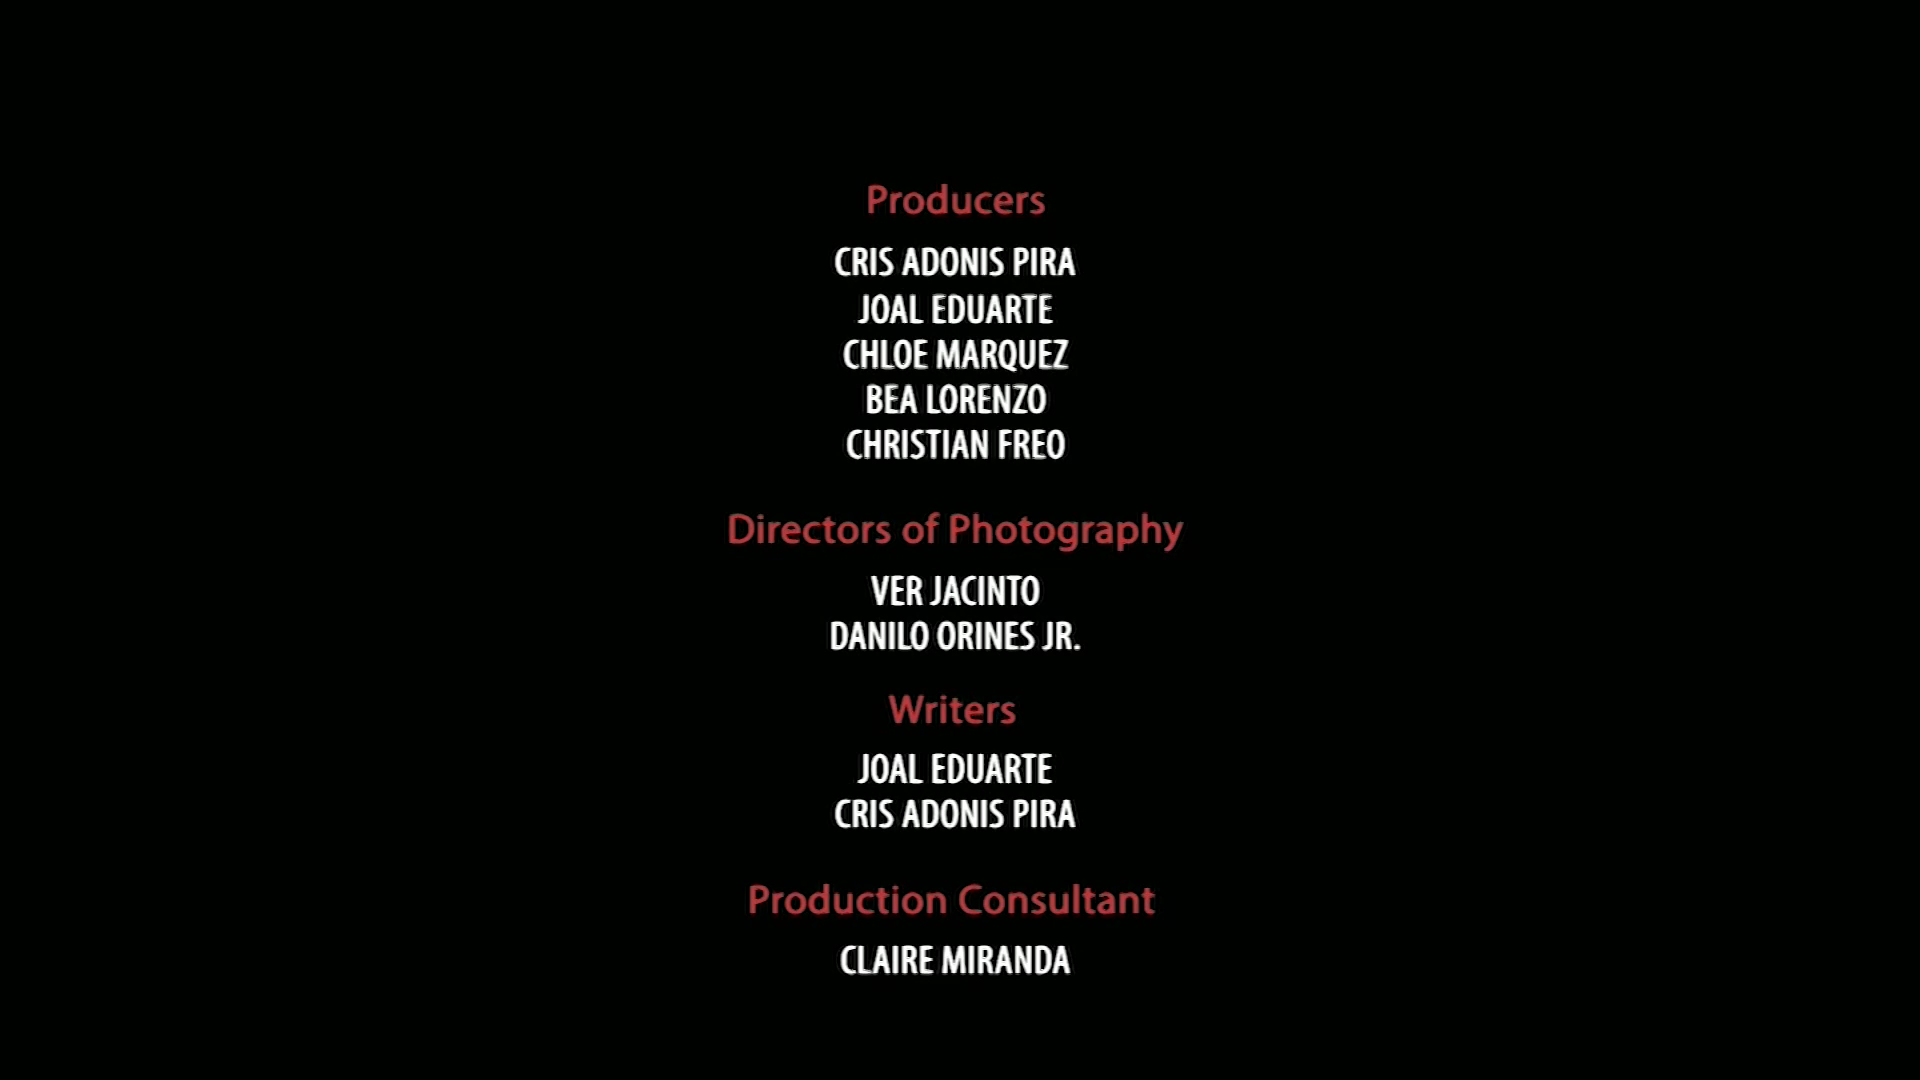 Producers
CRIS ADONIS PIRA
JOAL EDUARTE
CHLOE MARQUEZ
BEA LORENZO
CHRISTIAN FREO
Directors of Photography
VER JACINTO
DANILO ORINES JR.
Writers
JOAL EDUARTE
CRIS ADONIS PIRA
Production Consultant
CLAIRE MIRANDA